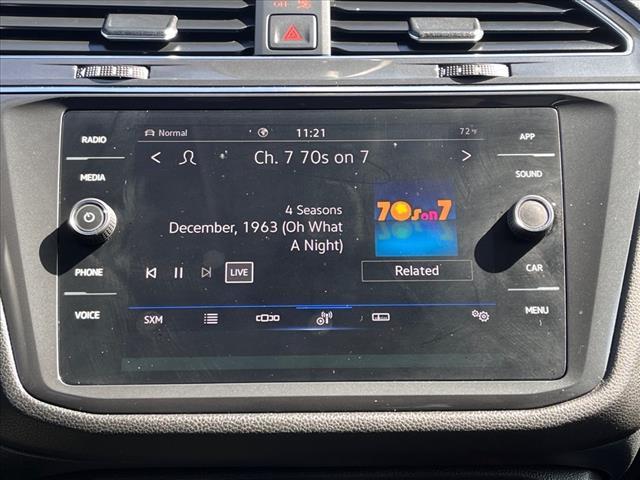 OFF
RADIO
MEDIA
PHONE
VOICE
Normal
11:21
72°F
Ch. 7 70s on 7
4 Seasons
December, 1963 (Oh What
A Night)
70s on 7
LIVE
Related
SXM
APP
SOUND
CAR
MENU